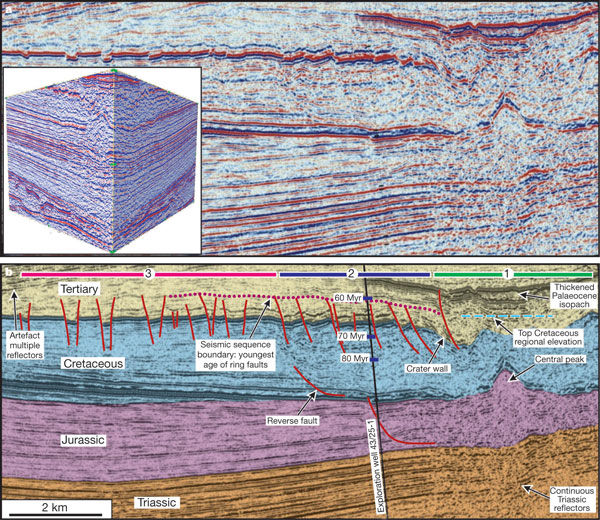 a
b
3
2
1
Tertiary
60 Myr
Thickened
Palaeocene
isopach
Artefact
multiple
reflectors
Seismic sequence
boundary: youngest
age of ring faults
70 Myr
80 Myr
Top Cretaceous
regional elevation
Crater wall
Central peak
Cretaceous
Reverse fault
Jurassic
Exploration well 43/25-1
Triassic
2 km
Continuous
Triassic
reflectors